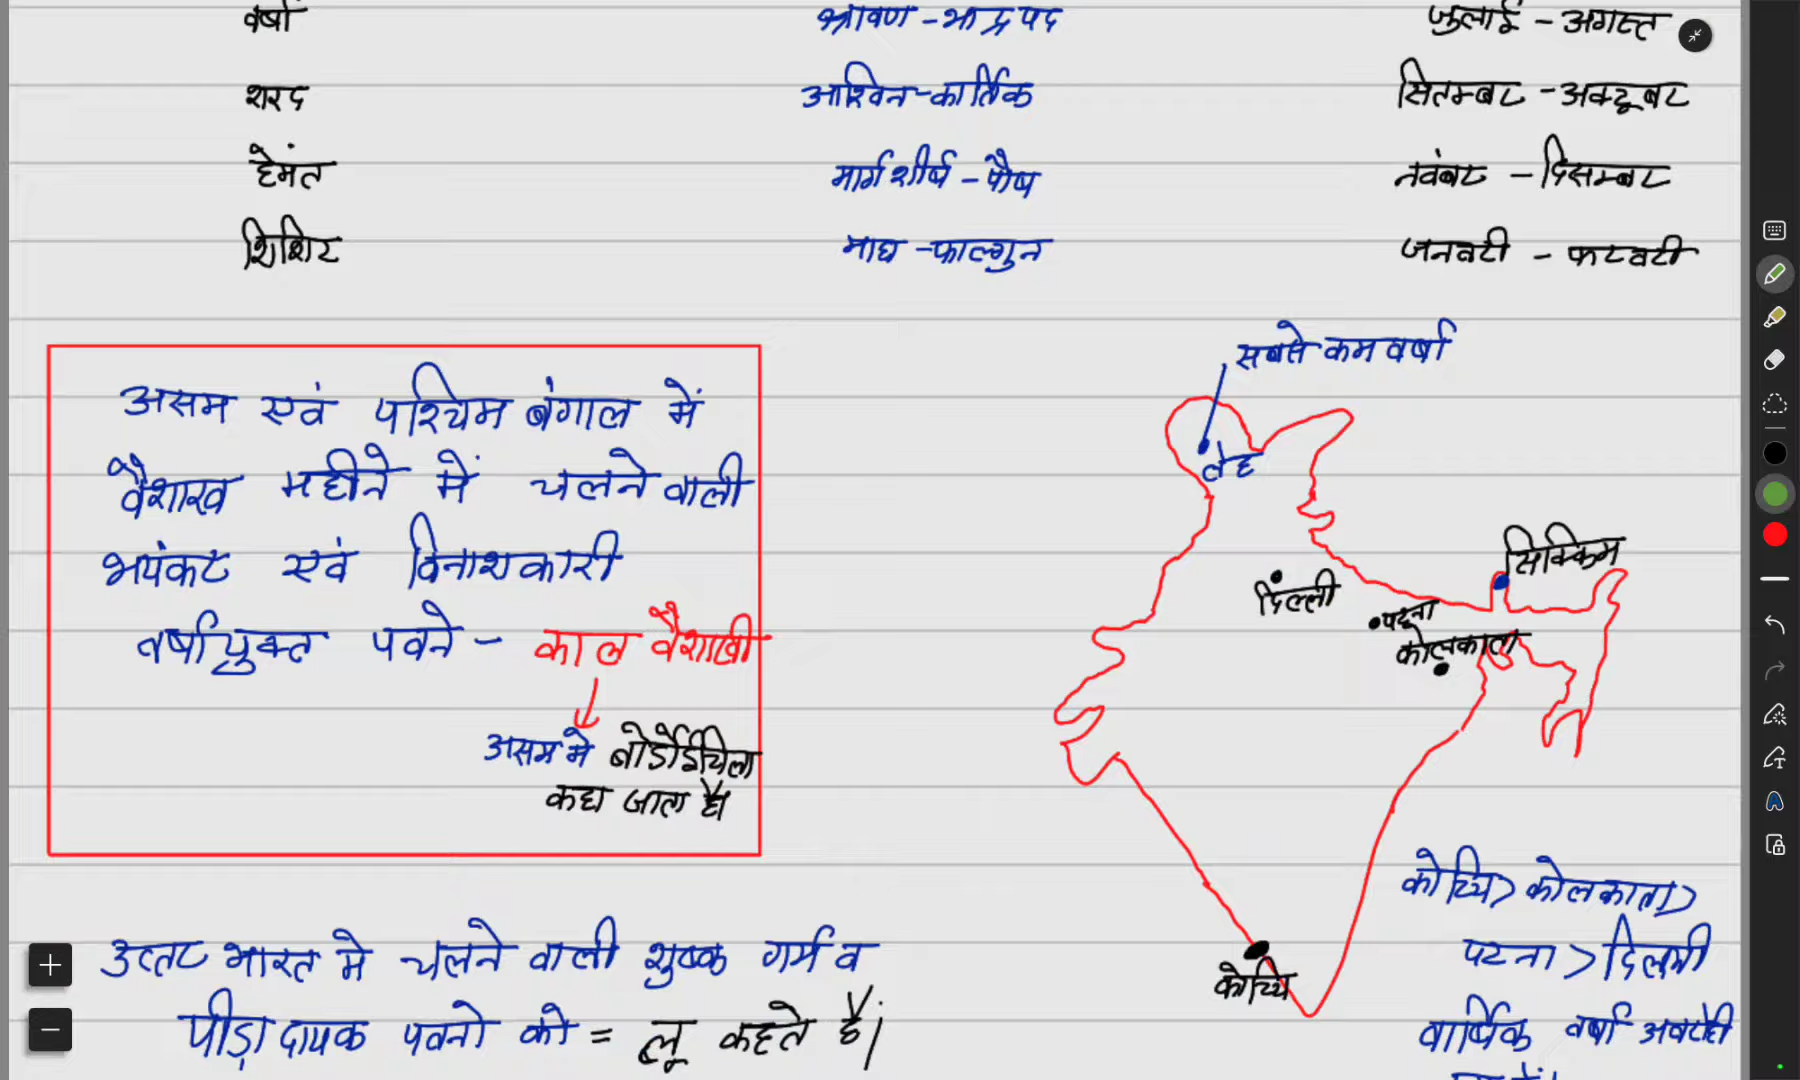 वर्षा श्रावण - भाद्रपद जुलाई - अगस्त
शरद आश्विन - कार्तिक सितम्बर - अक्टूबर
हेमंत मार्गशीर्ष - पौष नवंबर - दिसम्बर
शिशिर माघ - फाल्गुन जनवरी - फरवरी
सबसे कम वर्षा
लेह
असम एवं पश्चिम बंगाल में
वैशाख महीने में चलने वाली
भयंकर एवं विनाशकारी
वर्षायुक्त पवने - काल वैशाखी
असम मे बोर्डोईचिला
कहा जाता है
सिक्किम
दिल्ली
पटना
कोलकाता
कोच्चि
कोच्चि > कोलकाता >
पटना > दिल्ली
वार्षिक वर्षा अवरोही
उत्तर भारत मे चलने वाली शुष्क गर्म व
पीड़ादायक पवनो को = लू कहते है।